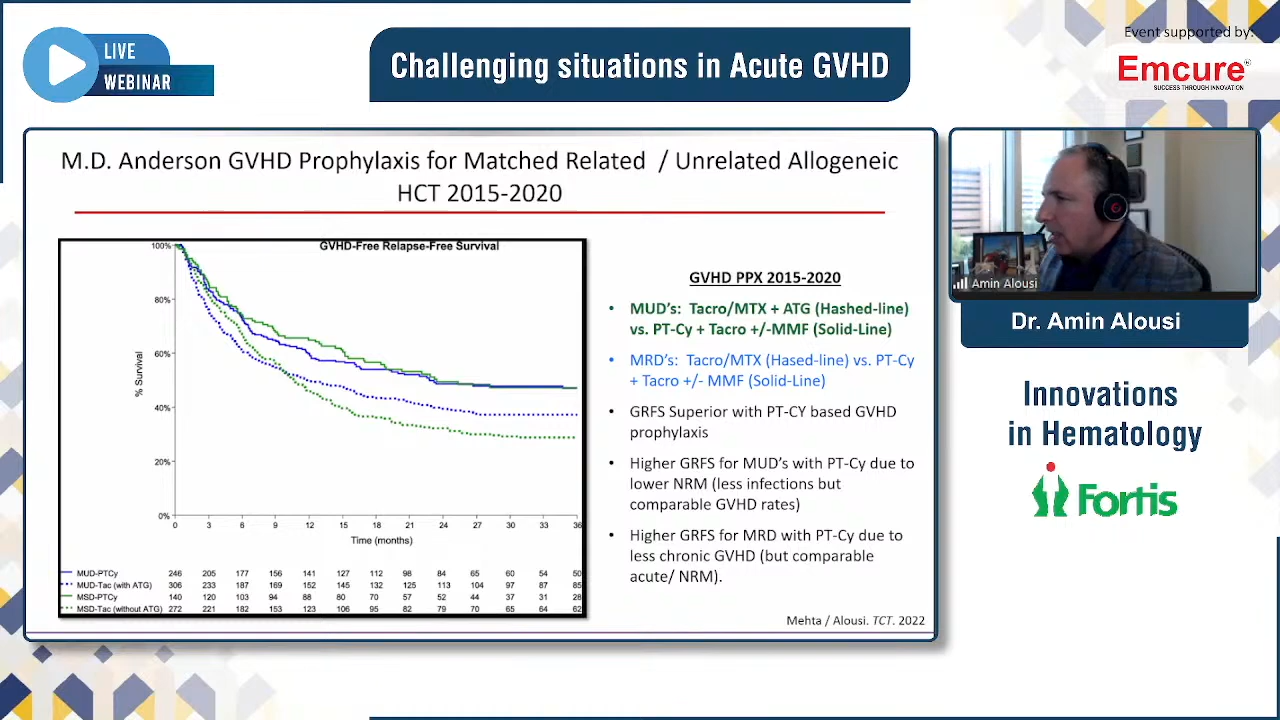 LIVE
WEBINAR
Challenging situations in Acute GVHD
Event supported by:
Emcure®
SUCCESS THROUGH INNOVATION
M.D. Anderson GVHD Prophylaxis for Matched Related / Unrelated Allogeneic
HCT 2015-2020
GVHD-Free Relapse-Free Survival
100%
80%
60%
40%
20%
0%
% Survival
0 3 6 9 12 15 18 21 24 27 30 33 36
Time (months)
MUD-PTCy 246 205 177 156 141 127 112 98 84 65 60 54 50
MUD-Tac (with ATG) 306 233 187 169 152 145 132 125 113 104 97 87 85
MSD-PTCy 140 120 103 94 88 80 70 57 52 44 37 31 28
MSD-Tac (without ATG) 272 221 182 153 123 106 95 82 79 70 65 64 62
GVHD PPX 2015-2020
• MUD's: Tacro/MTX + ATG (Hashed-line)
vs. PT-Cy + Tacro +/-MMF (Solid-Line)
• MRD's: Tacro/MTX (Hased-line) vs. PT-Cy
+ Tacro +/- MMF (Solid-Line)
• GRFS Superior with PT-CY based GVHD
prophylaxis
• Higher GRFS for MUD's with PT-Cy due to
lower NRM (less infections but
comparable GVHD rates)
• Higher GRFS for MRD with PT-Cy due to
less chronic GVHD (but comparable
acute/ NRM).
Mehta / Alousi. TCT. 2022
Amin Alousi
Dr. Amin Alousi
Innovations
in Hematology
Fortis